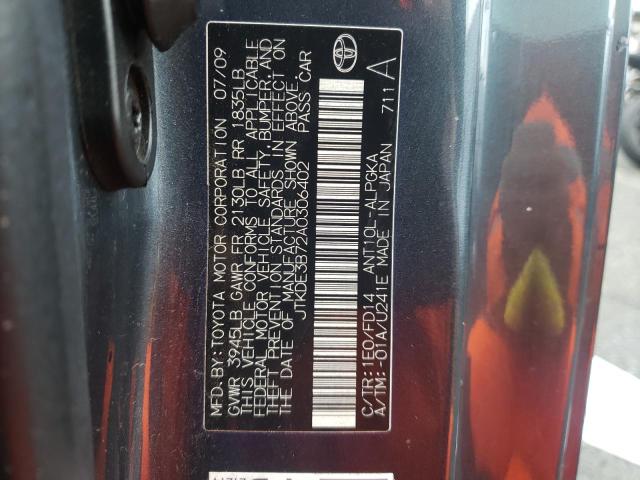 MFD.BY:TOYOTA MOTOR CORPORATION 07/09
GVWR 3945LB GAWR FR 2130LB RR 1835LB
THIS VEHICLE CONFORMS TO ALL APPLICABLE
FEDERAL MOTOR VEHICLE SAFETY, BUMPER, AND
THEFT PREVENTION STANDARDS IN EFFECT ON
THE DATE OF MANUFACTURE SHOWN ABOVE.
JTKDE3B72A0306402 PASS CAR
C/TR:1E0/FD14 ANT10L-ALPGKA
A/TM:-01A/U241E MADE IN JAPAN 711A